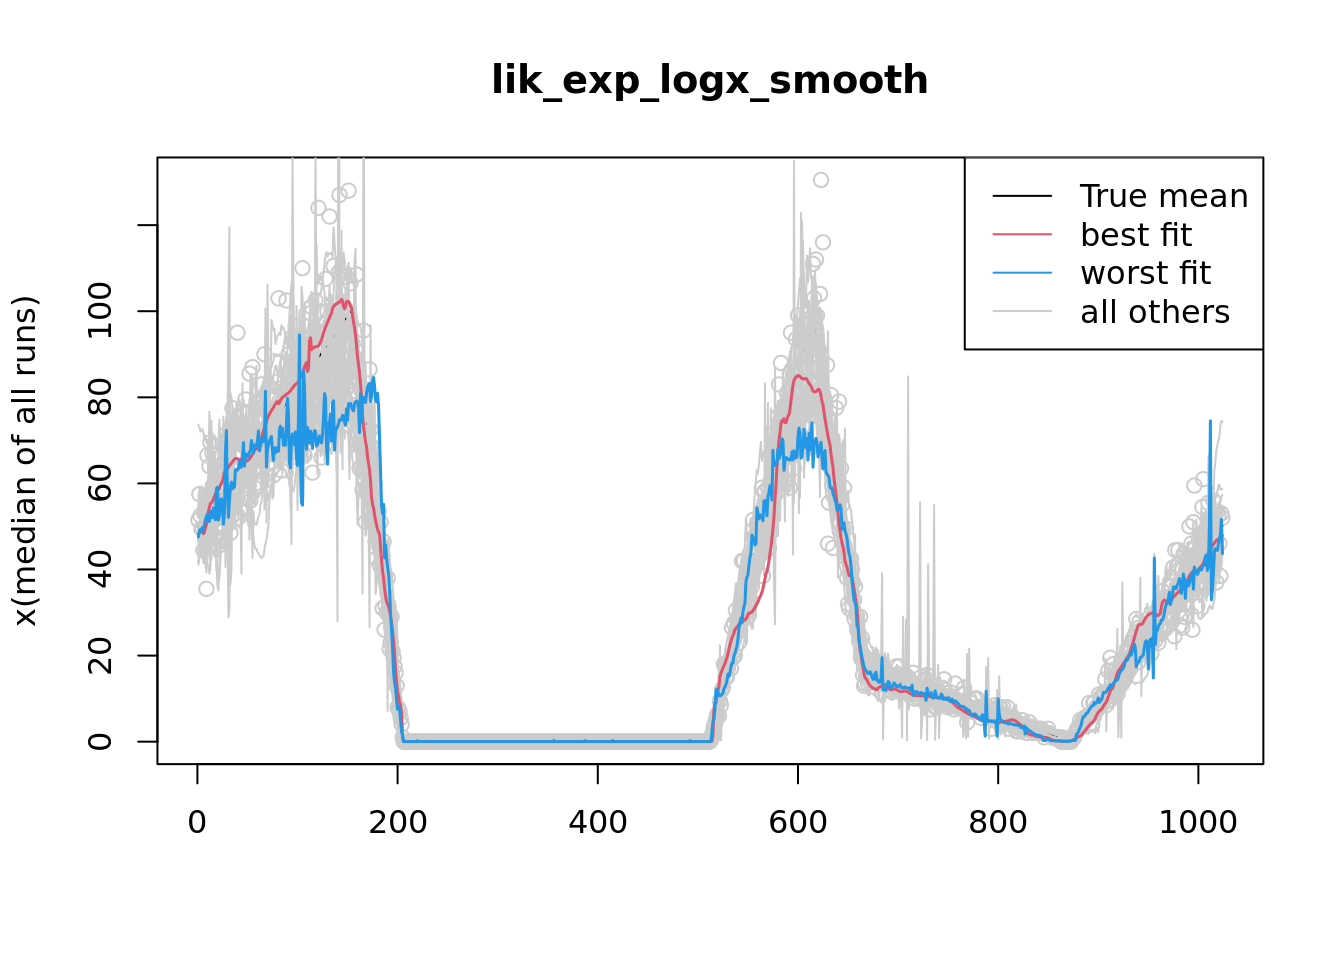 lik_exp_logx_smooth
x(median of all runs)
0
20
40
60
80
100
True mean
best fit
worst fit
all others
0 200 400 600 800 1000